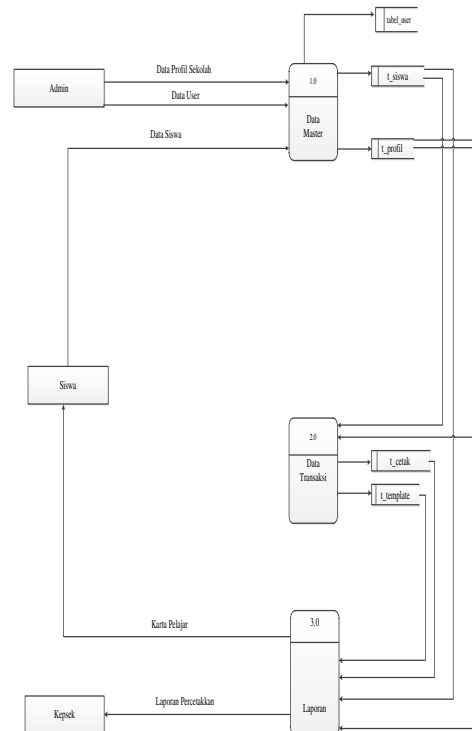 tabel_user
Data Profil Sekolah
1.0
t_siswa
Admin
Data User
Data
Master
Data Siswa
t_profil
Siswa
2.0
Data
Transaksi
t_cetak
t_template
Kartu Pelajar
3.0
Laporan Percetakkan
Laporan
Kepsek